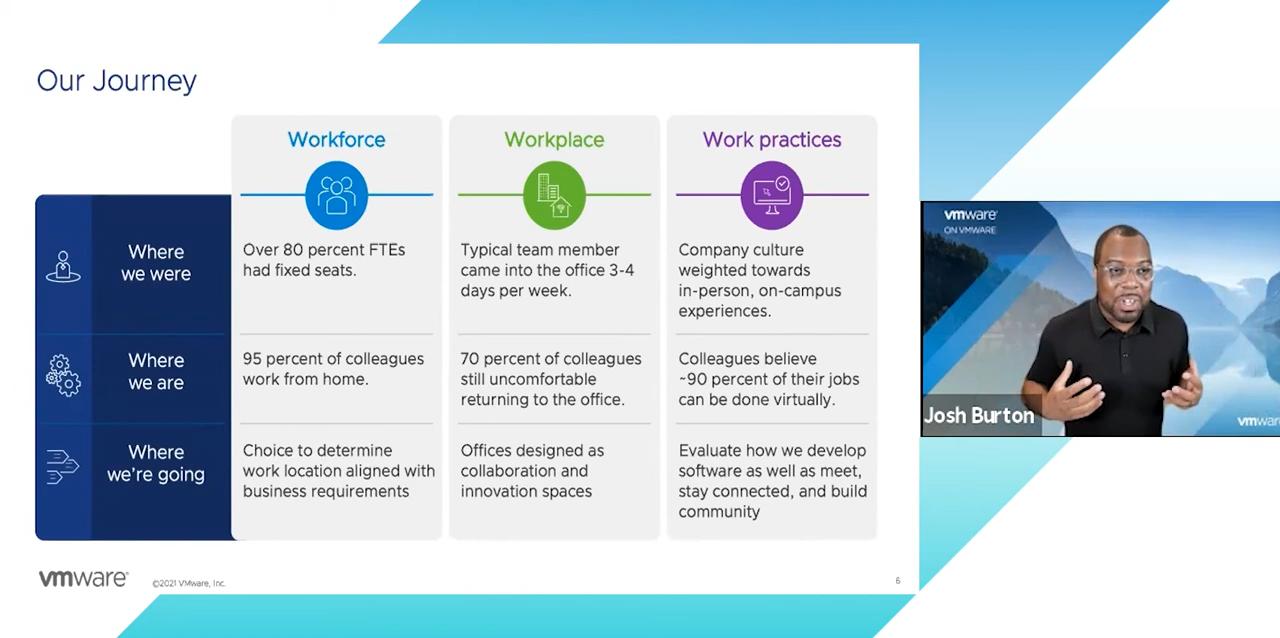 Our Journey
Workforce
Workplace
Work practices
Where
we were
Over 80 percent FTEs
had fixed seats.
Typical team member
came into the office 3-4
days per week.
Company culture
weighted towards
in-person, on-campus
experiences.
Where
we are
95 percent of colleagues
work from home.
70 percent of colleagues
still uncomfortable
returning to the office.
Colleagues believe
~90 percent of their jobs
can be done virtually.
Where
we're going
Choice to determine
work location aligned with
business requirements
Offices designed as
collaboration and
innovation spaces
Evaluate how we develop
software as well as meet,
stay connected, and build
community
vmware®
©2021 VMware, Inc.
6
vmware®
ON VMWARE
Josh Burton
vmwar